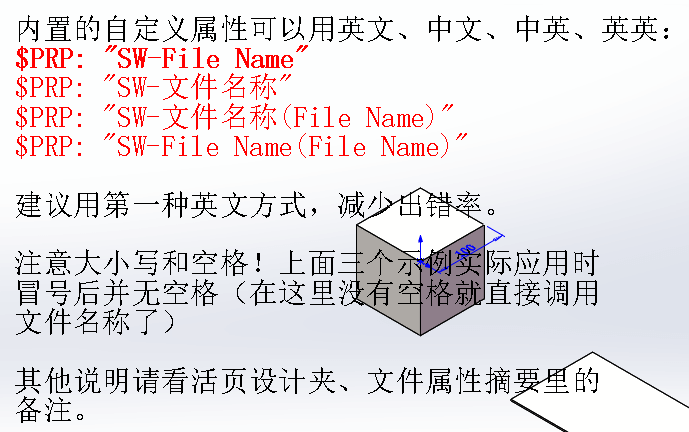 内置的自定义属性可以用英文、中文、中英、英英：
$PRP: "SW-File Name"
$PRP: "SW-文件名称"
$PRP: "SW-文件名称(File Name)"
$PRP: "SW-File Name(File Name)"
建议用第一种英文方式，减少出错率。
注意大小写和空格！上面三个示例实际应用时
冒号后并无空格（在这里没有空格就直接调用
文件名称了）
100
其他说明请看活页设计夹、文件属性摘要里的
备注。